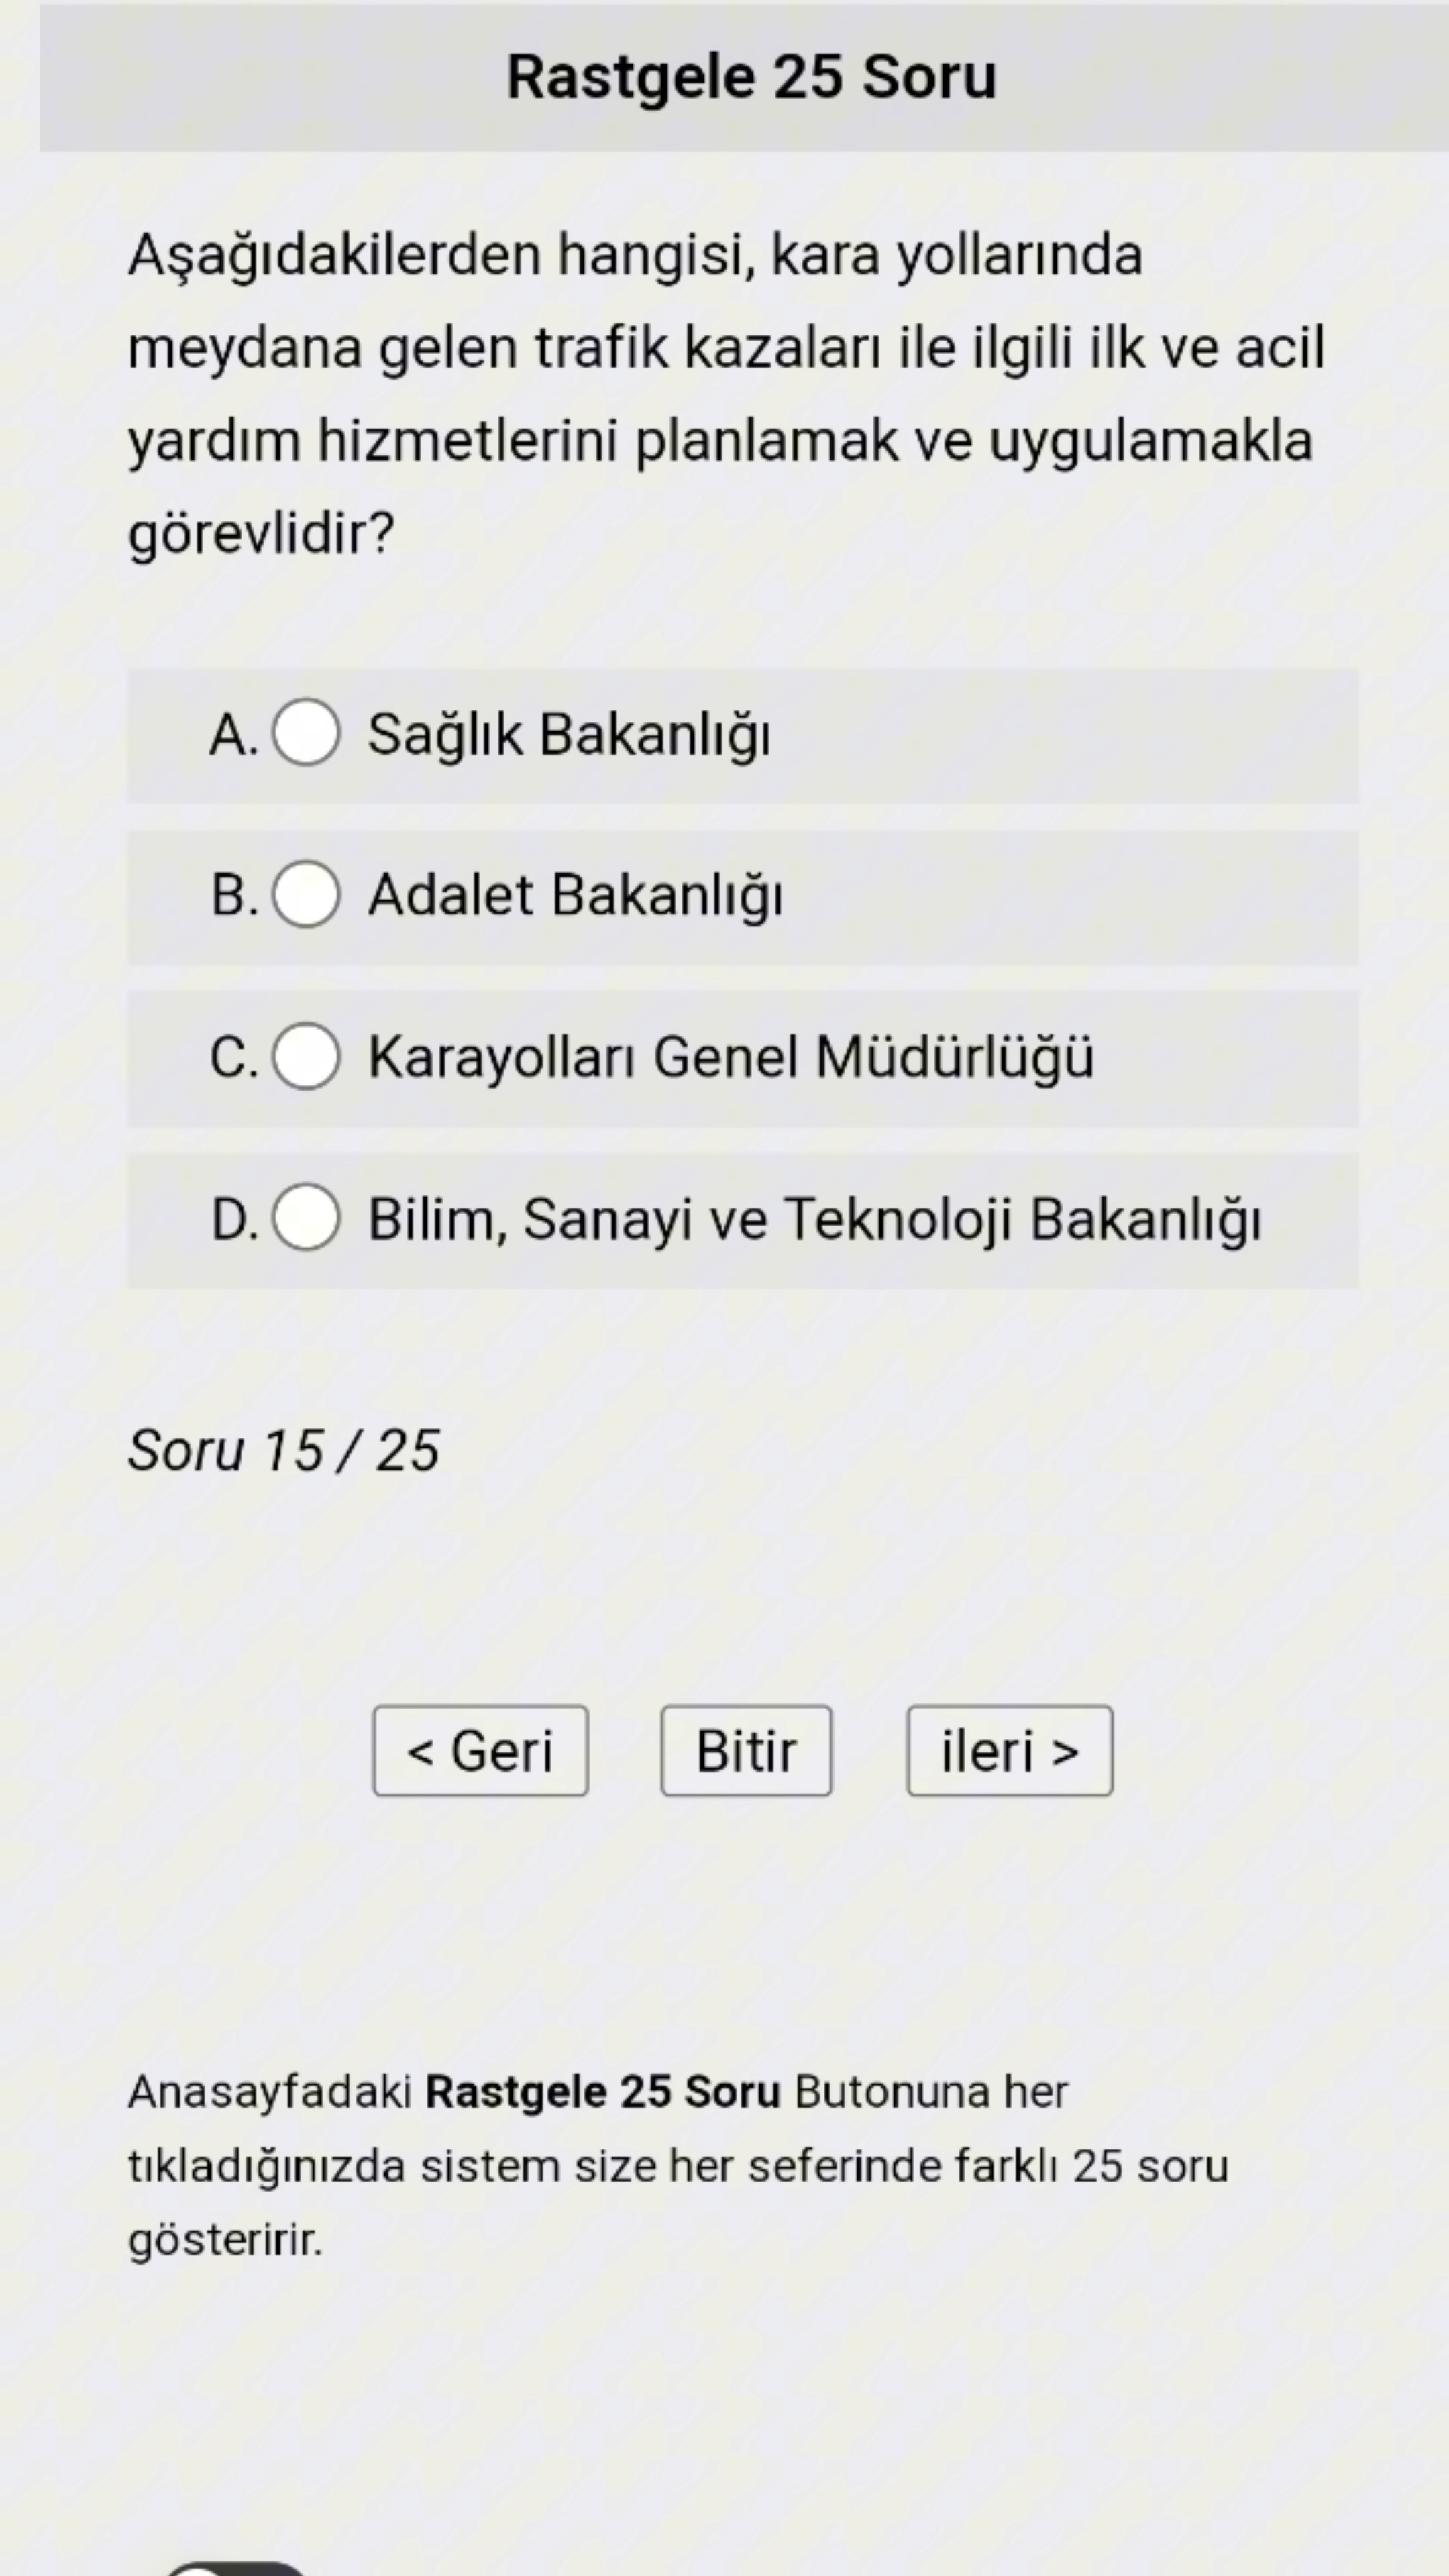 Rastgele 25 Soru
Aşağıdakilerden hangisi, kara yollarında
meydana gelen trafik kazaları ile ilgili ilk ve acil
yardım hizmetlerini planlamak ve uygulamakla
görevlidir?
A. Sağlık Bakanlığı
B. Adalet Bakanlığı
C. Karayolları Genel Müdürlüğü
D. Bilim, Sanayi ve Teknoloji Bakanlığı
Soru 15 / 25
< Geri Bitir ileri >
Anasayfadaki Rastgele 25 Soru Butonuna her
tıkladığınızda sistem size her seferinde farklı 25 soru
gösteririr.